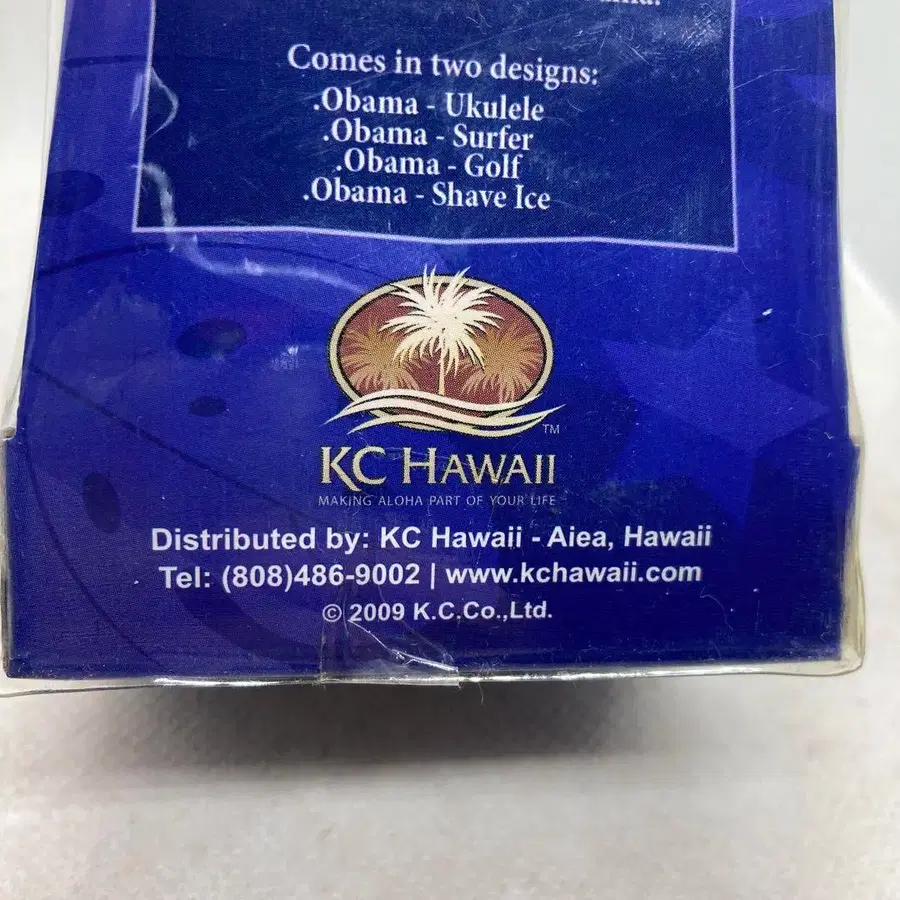 Comes in two designs:
.Obama - Ukulele
.Obama - Surfer
.Obama - Golf
.Obama - Shave Ice
TM
KC HAWAII
MAKING ALOHA PART OF YOUR LIFE
Distributed by: KC Hawaii - Aiea, Hawaii
Tel: (808)486-9002 | www.kchawaii.com
© 2009 K.C.Co.,Ltd.